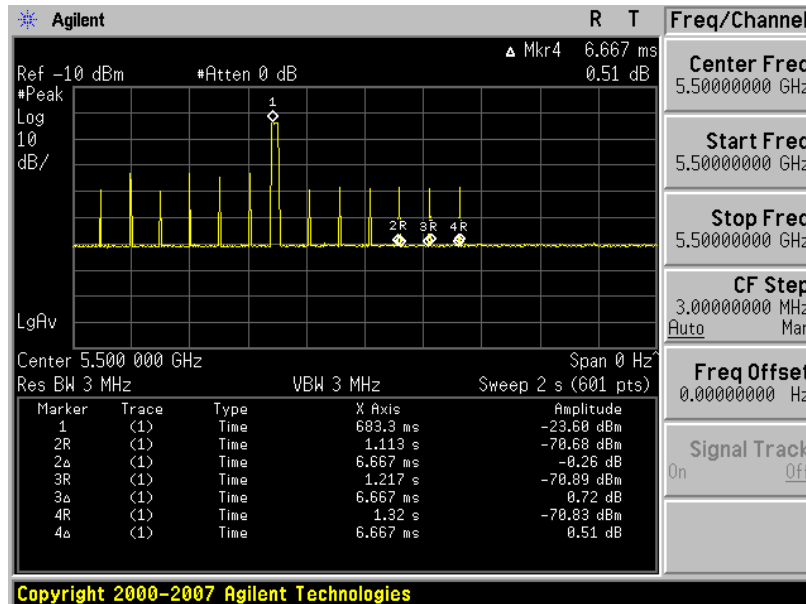 Agilent R T
Freq/Channel
▵ Mkr4 6.667 ms
Ref −10 dBm #Atten 0 dB 0.51 dB
#Peak
Log
10
dB/
1
2R 3R 4R
LgAv
Center 5.500 000 GHz Span 0 Hz^
Res BW 3 MHz VBW 3 MHz Sweep 2 s (601 pts)
Marker Trace Type X Axis Amplitude
1 (1) Time 683.3 ms −23.60 dBm
2R (1) Time 1.113 s −70.68 dBm
2▵ (1) Time 6.667 ms −0.26 dB
3R (1) Time 1.217 s −70.89 dBm
3▵ (1) Time 6.667 ms 0.72 dB
4R (1) Time 1.32 s −70.83 dBm
4▵ (1) Time 6.667 ms 0.51 dB
Center Freq
5.50000000 GHz
Start Freq
5.50000000 GHz
Stop Freq
5.50000000 GHz
CF Step
3.00000000 MHz
Auto Man
Freq Offset
0.00000000 Hz
Signal Track
On Off
Copyright 2000-2007 Agilent Technologies